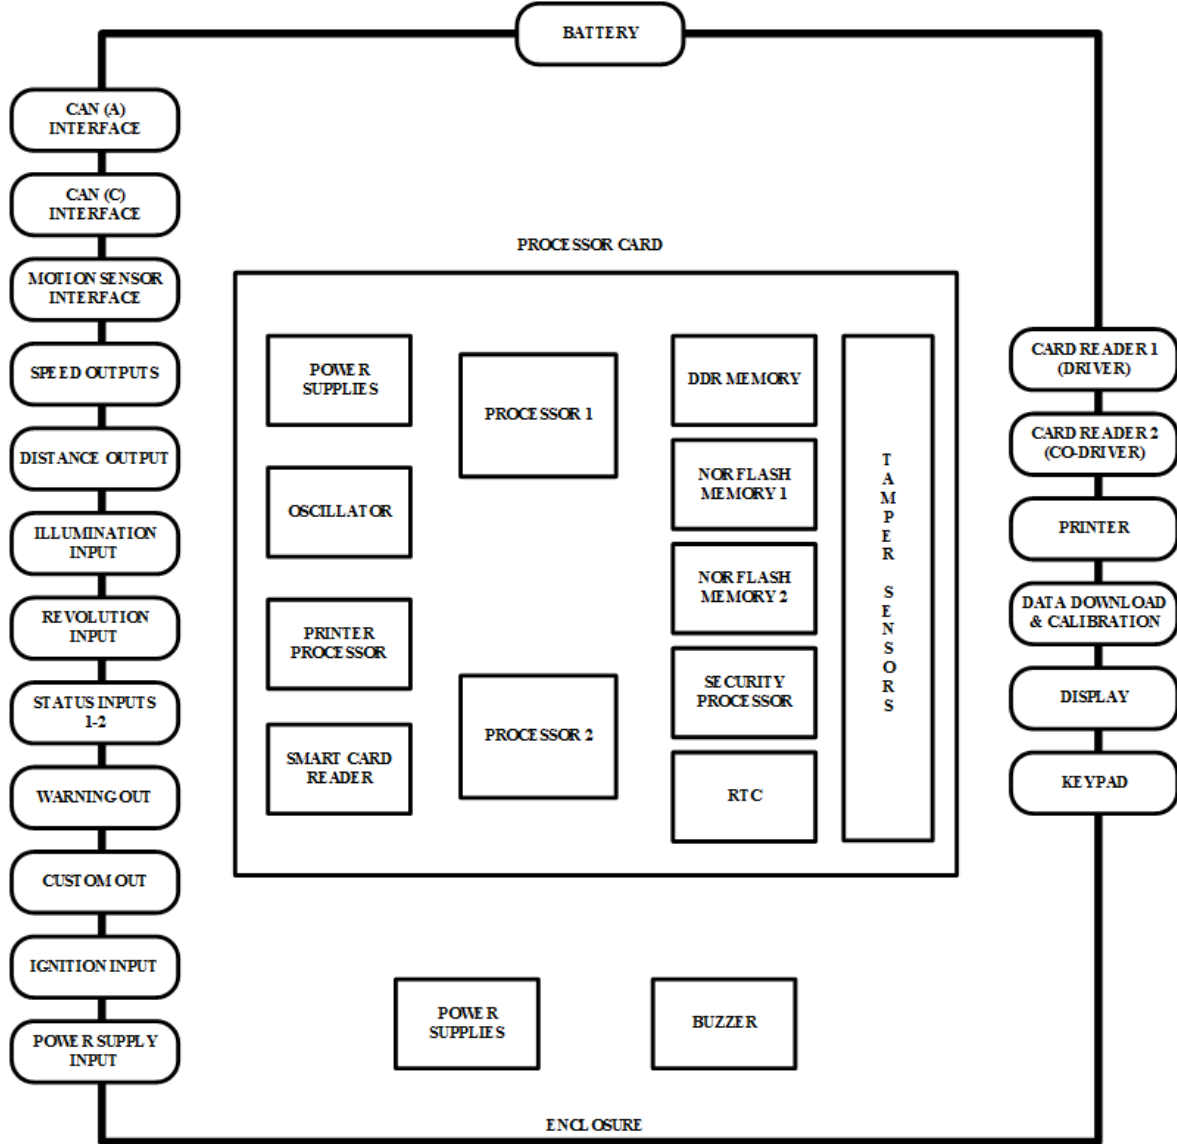 BATTERY
CAN (A)
INTERFACE
CAN (C)
INTERFACE
MOTION SENSOR
INTERFACE
SPEED OUTPUTS
DISTANCE OUTPUT
ILLUMINATION
INPUT
REVOLUTION
INPUT
STATUS INPUTS
1-2
WARNING OUT
CUSTOM OUT
IGNITION INPUT
POWER SUPPLY
INPUT
PROCESSOR CARD
POWER
SUPPLIES
OSCILLATOR
PRINTER
PROCESSOR
SMART CARD
READER
PROCESSOR 1
PROCESSOR 2
DDR MEMORY
NOR FLASH
MEMORY 1
NOR FLASH
MEMORY 2
SECURITY
PROCESSOR
RTC
TAMPER SENSORS
CARD READER 1
(DRIVER)
CARD READER 2
(CO-DRIVER)
PRINTER
DATA DOWNLOAD
& CALIBRATION
DISPLAY
KEYPAD
POWER
SUPPLIES
BUZZER
ENCLOSURE